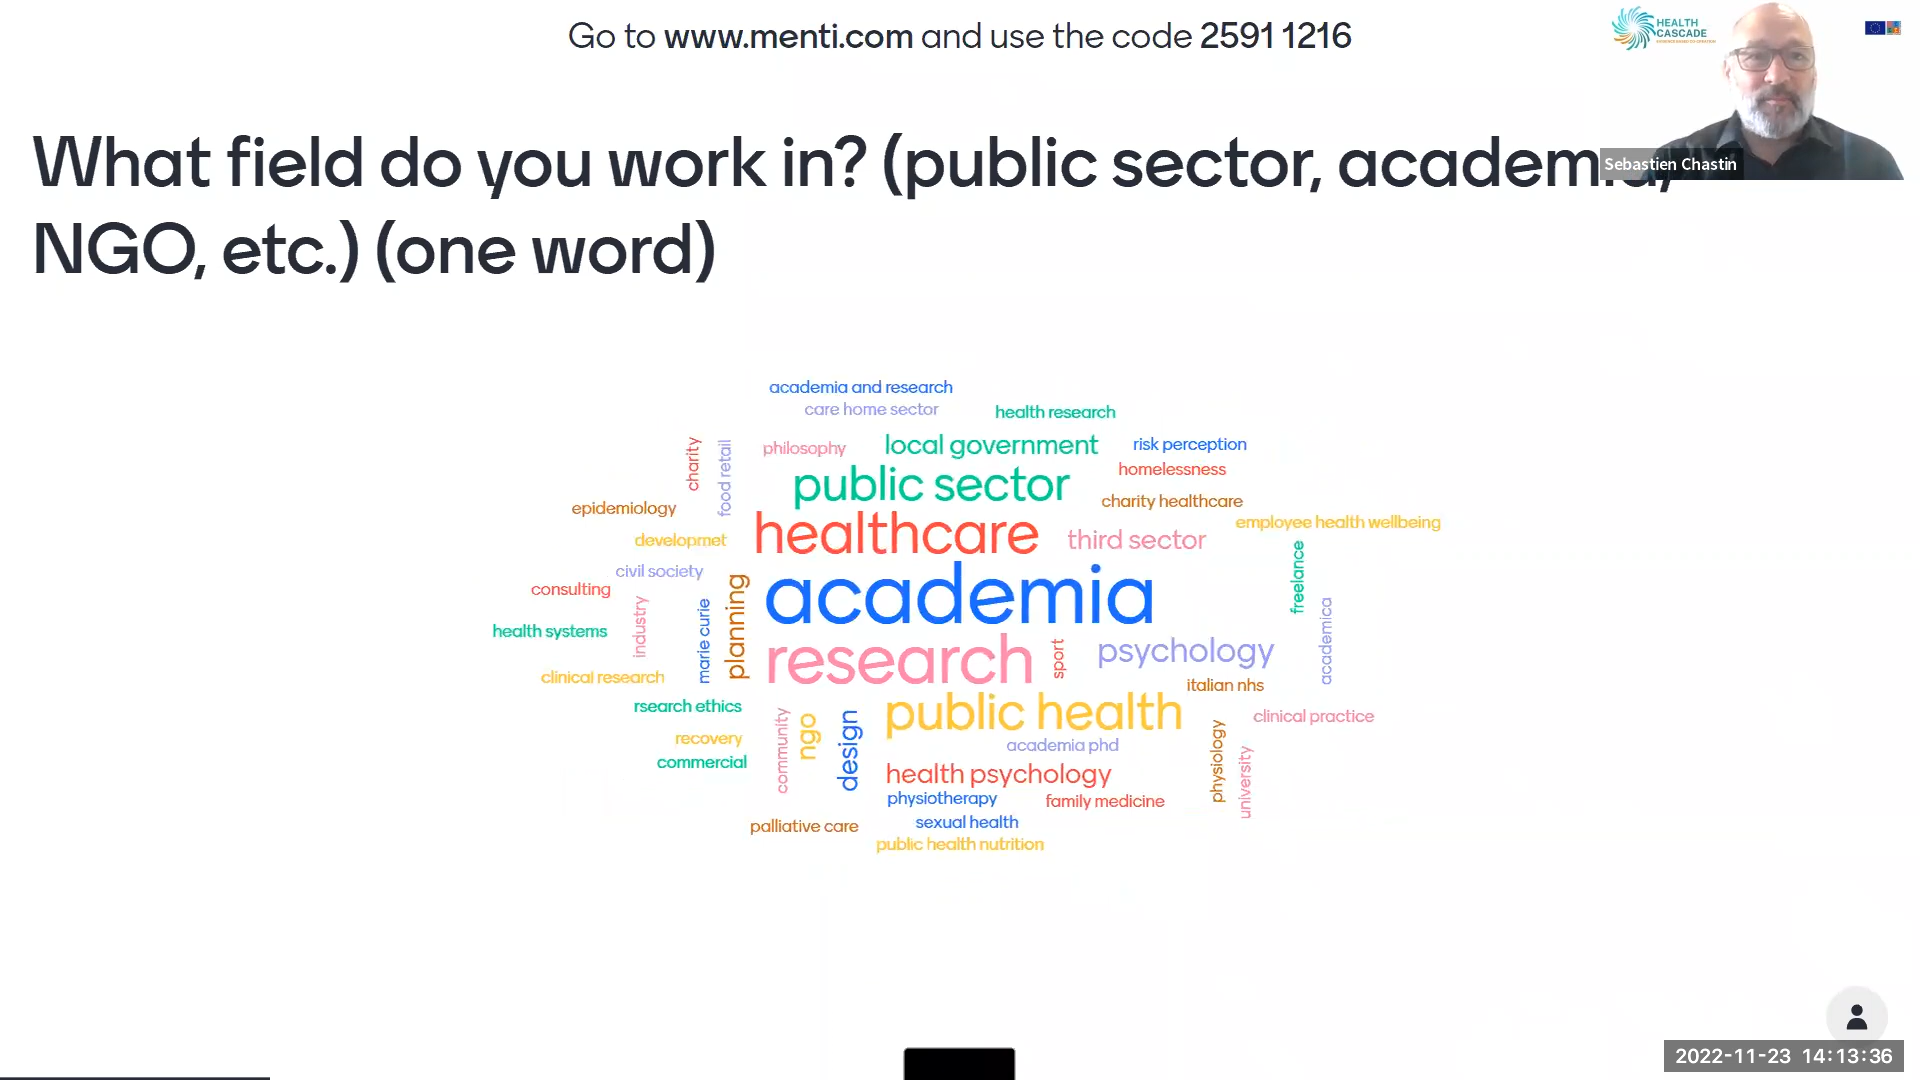 Go to www.menti.com and use the code 2591 1216
HEALTH
CASCADE
What field do you work in? (public sector, academia,
Sebastien Chastin
NGO, etc.) (one word)
academia and research
care home sector
health research
charity
food retail
philosophy
local government
risk perception
public sector
homelessness
epidemiology
charity healthcare
healthcare
employee health wellbeing
developmet
third sector
freelance
civil society
consulting
industry
marie curie
planning
academia
academica
health systems
research
sport
psychology
clinical research
italian nhs
rsearch ethics
community
ngo
design
public health
clinical practice
recovery
academia phd
physiology
university
commercial
health psychology
physiotherapy
family medicine
palliative care
sexual health
public health nutrition
2022-11-23 14:13:36